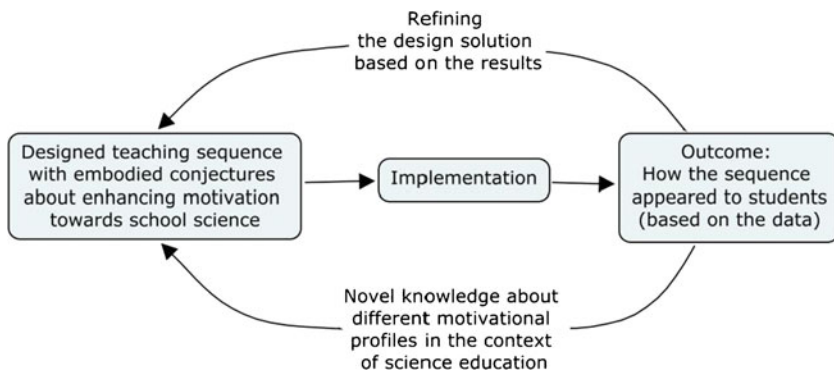 Refining
the design solution
based on the results
Designed teaching sequence
with embodied conjectures
about enhancing motivation
towards school science
Implementation
Outcome:
How the sequence
appeared to students
(based on the data)
Novel knowledge about
different motivational
profiles in the context
of science education